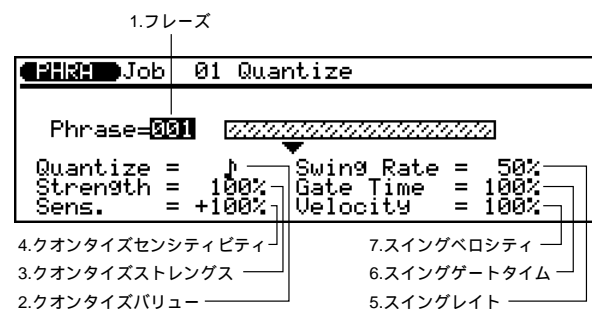 1.フレーズ
PHRA Job 01 Quantize
Phrase=001
Quantize = ♪ Swing Rate = 50%
Strength = 100% Gate Time = 100%
Sens. = +100% Velocity = 100%
4.クオンタイズセンシティビティ 7.スイングベロシティ
3.クオンタイズストレングス 6.スイングゲートタイム
2.クオンタイズバリュー 5.スイングレイト